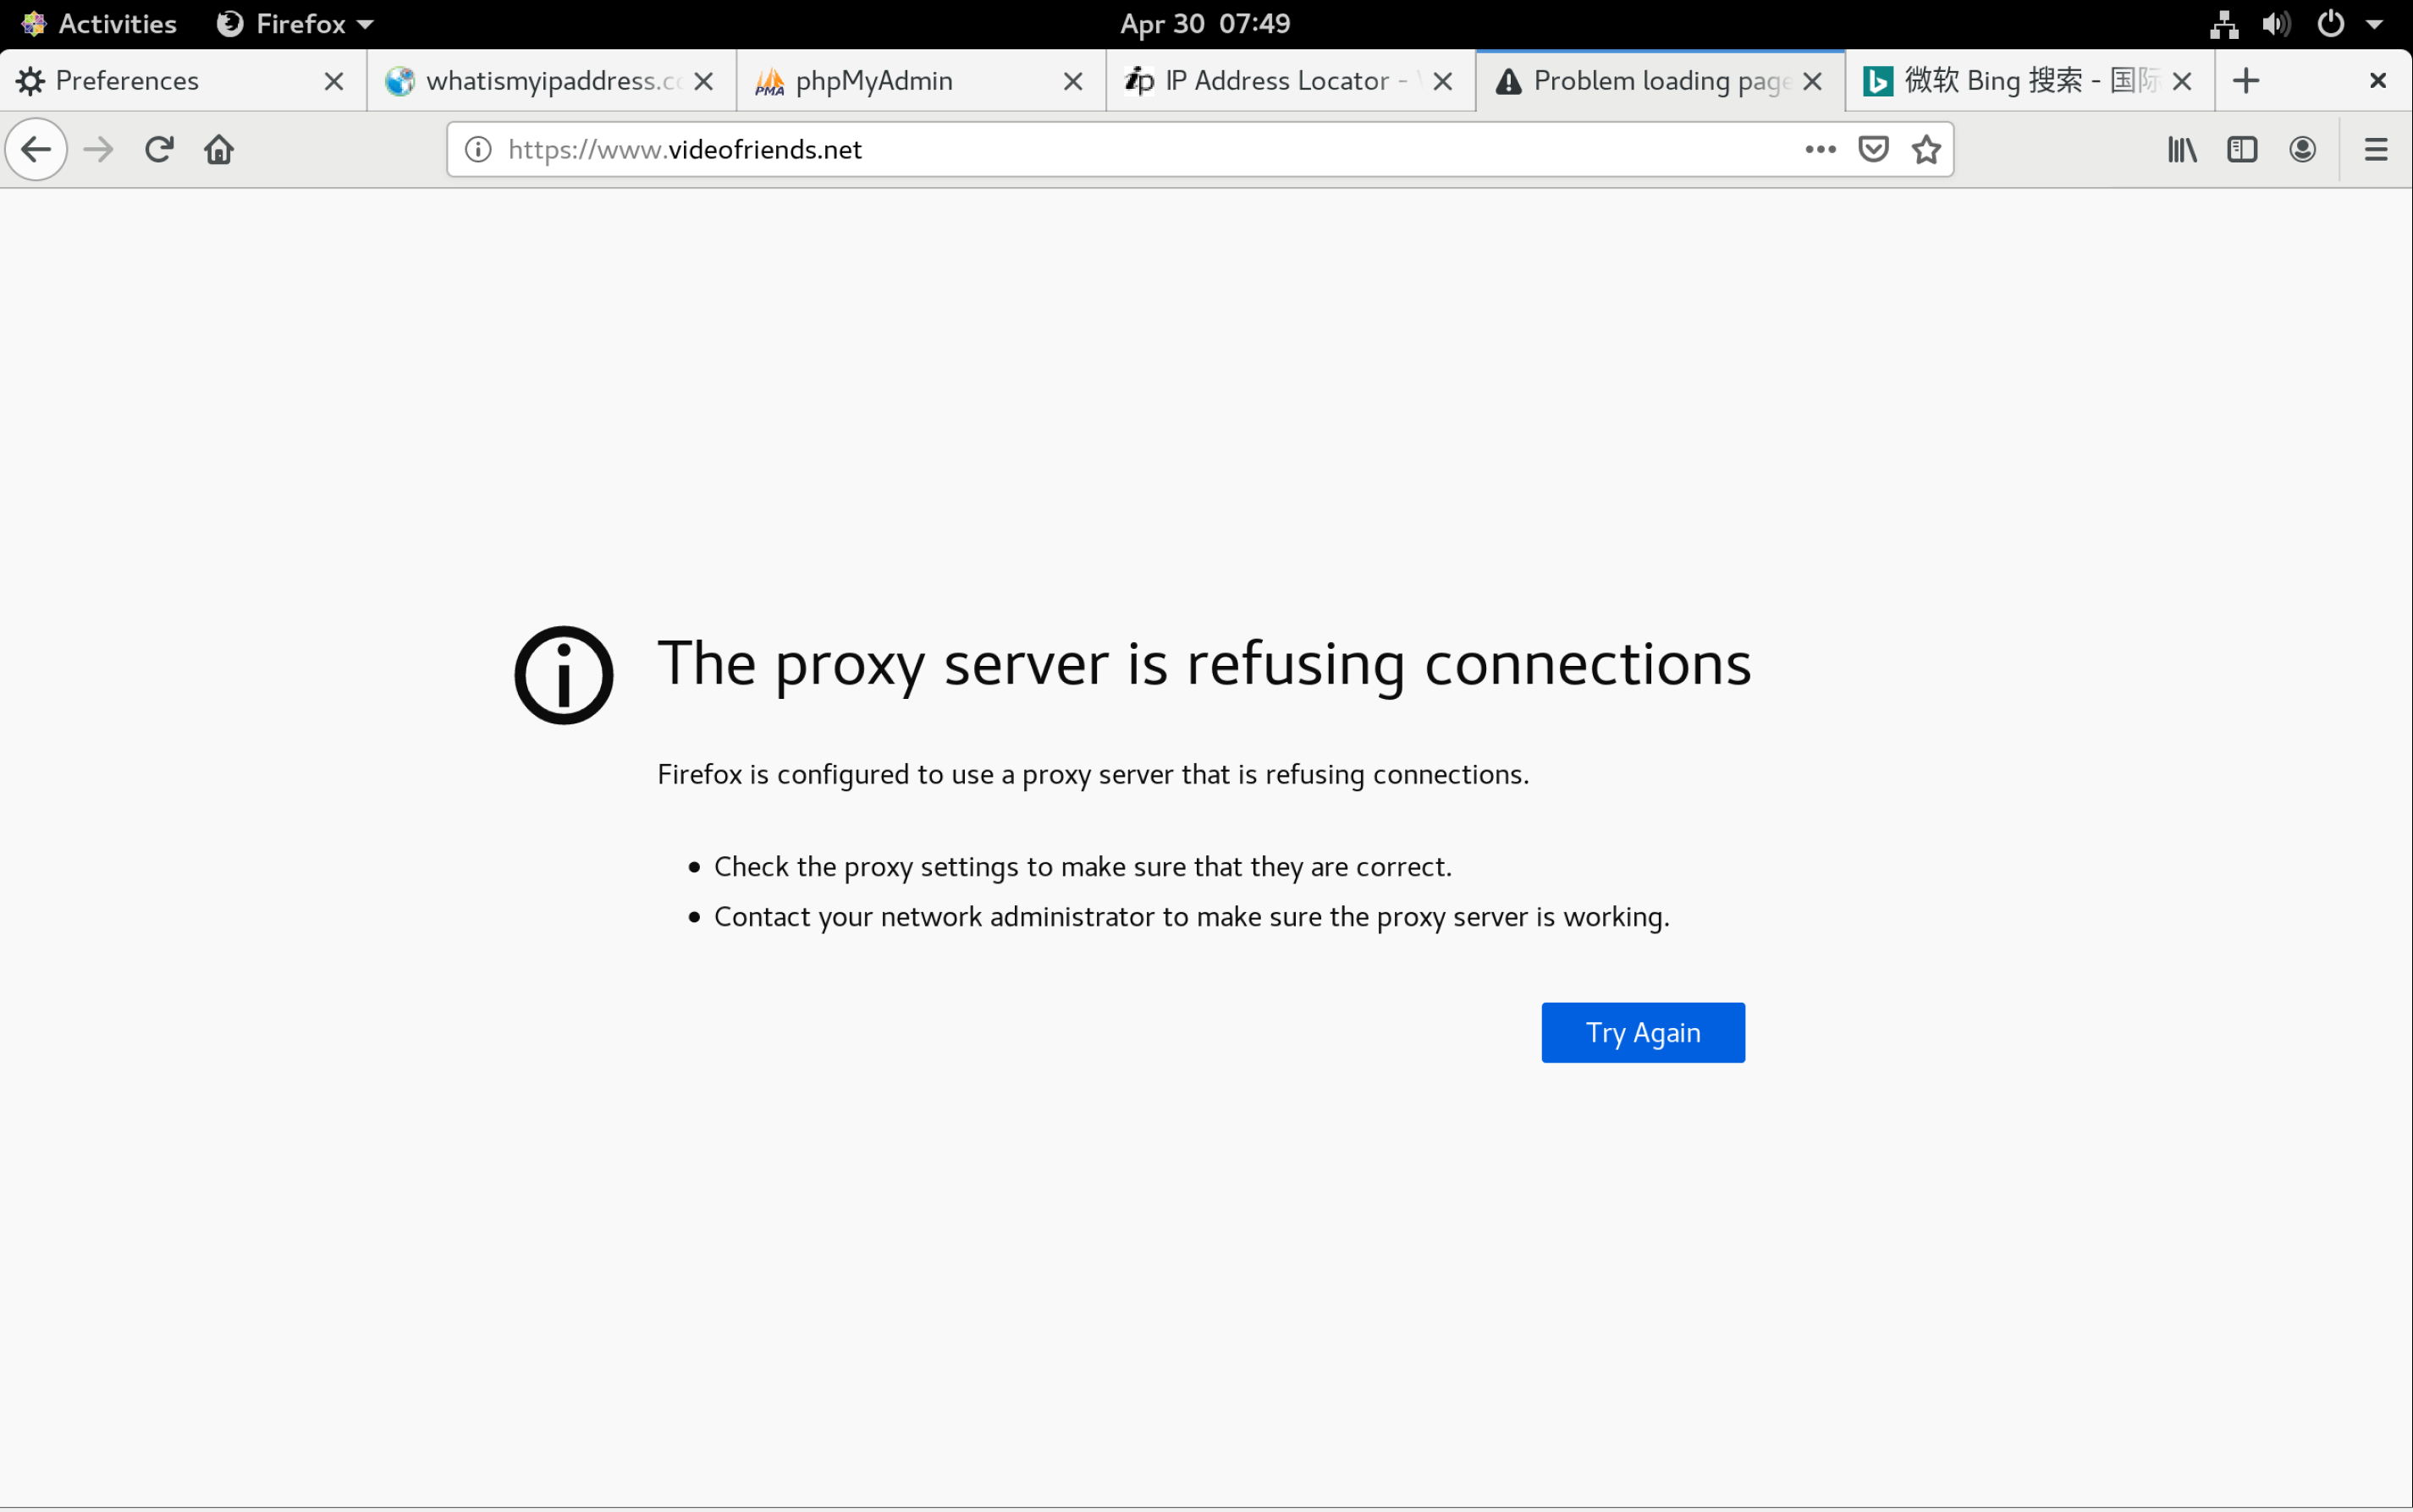 Activities Firefox Apr 30 07:49
Preferences whatismyipaddress.c phpMyAdmin IP Address Locator - Problem loading page 微软 Bing 搜索 - 国际
https://www.videofriends.net
The proxy server is refusing connections
Firefox is configured to use a proxy server that is refusing connections.
• Check the proxy settings to make sure that they are correct.
• Contact your network administrator to make sure the proxy server is working.
Try Again